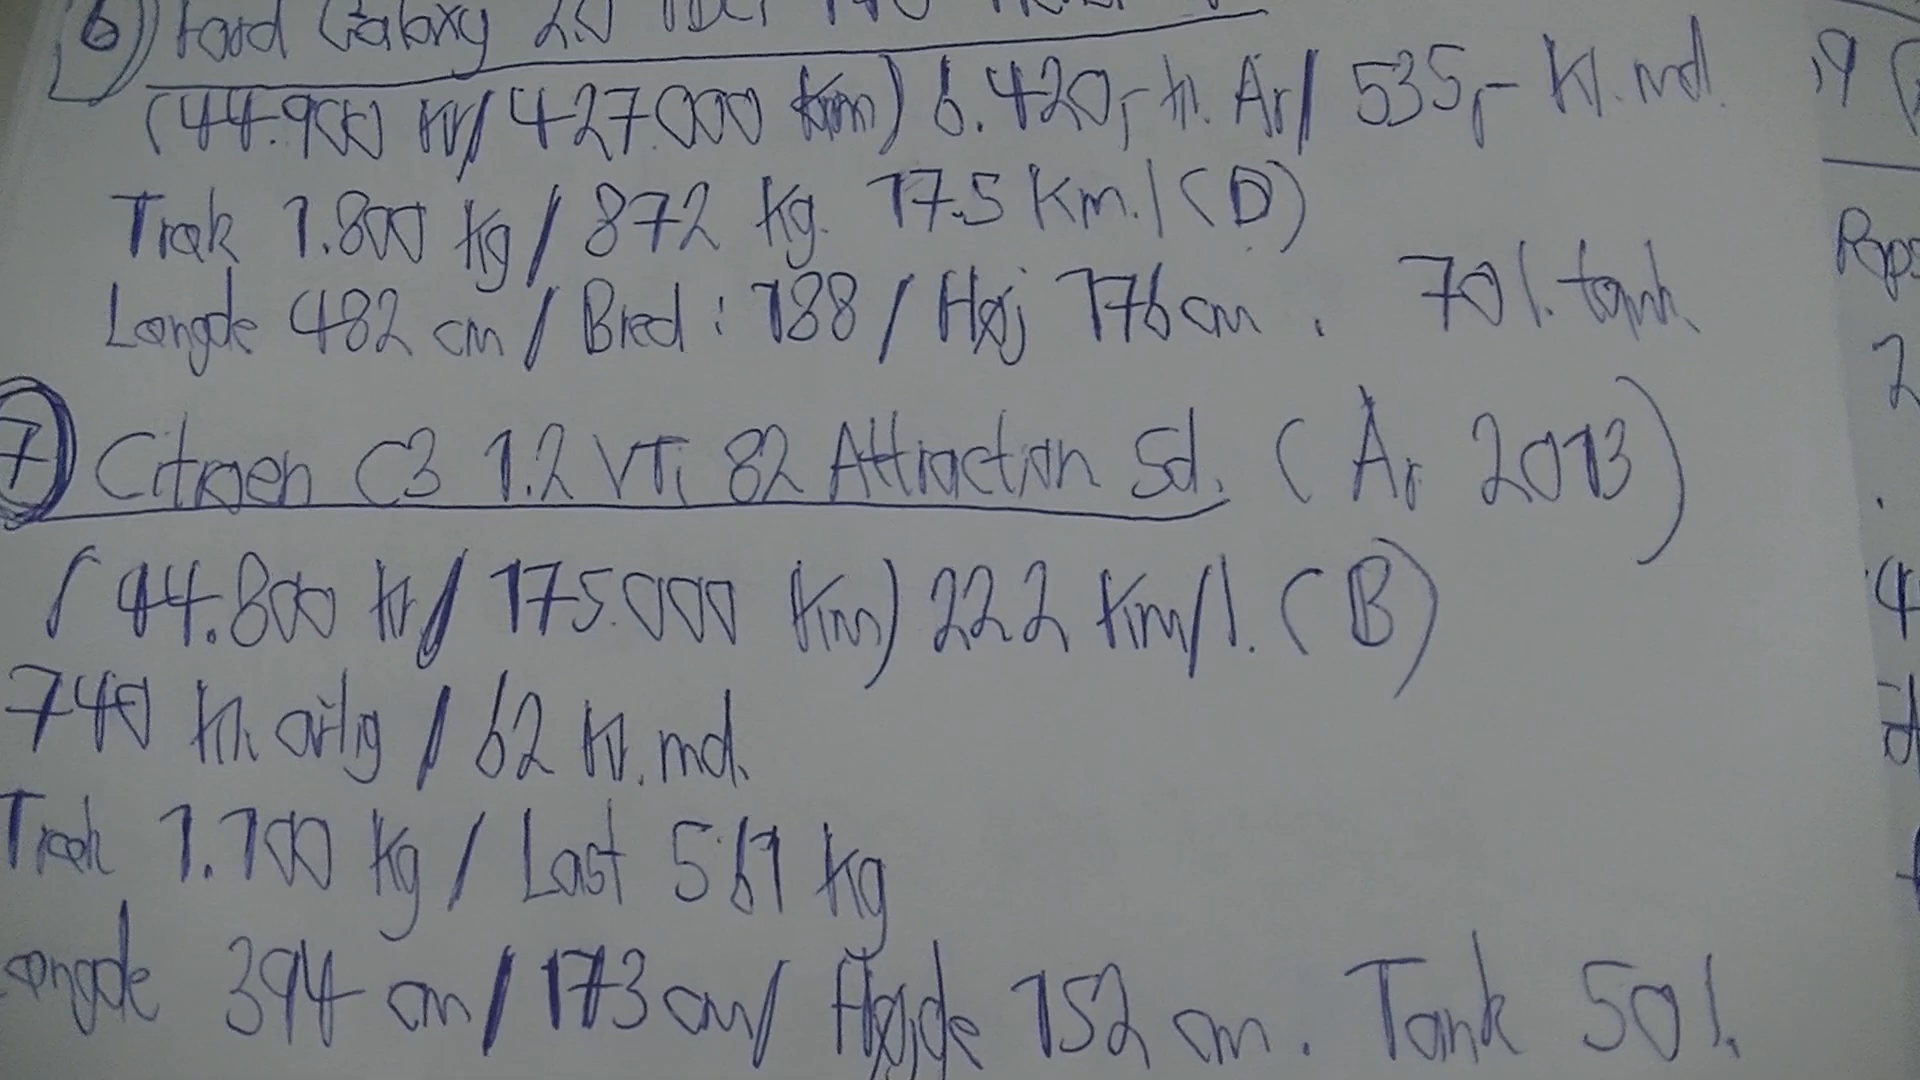 6) Ford Galaxy 2.0 TDCi 140
(44.900 kr/ 427.000 Km) 6.420,- kr. År/ 535,- Kr. md.
Træk 1.800 kg / 872 kg. 17.5 Km.l (D)
Længde 482 cm / Bred: 188 / Høj 176 cm. 70 l. tank
7) Citroen C3 1.2 VTi 82 Attraction 5d. (År 2013)
(44.800 kr/ 175.000 Km) 22.2 Km/l. (B)
740 kr. årlig / 62 kr. md.
Træk 1.100 kg / Last 561 kg
ængde 394 cm / 173 cm/ Højde 152 cm. Tank 50 l.